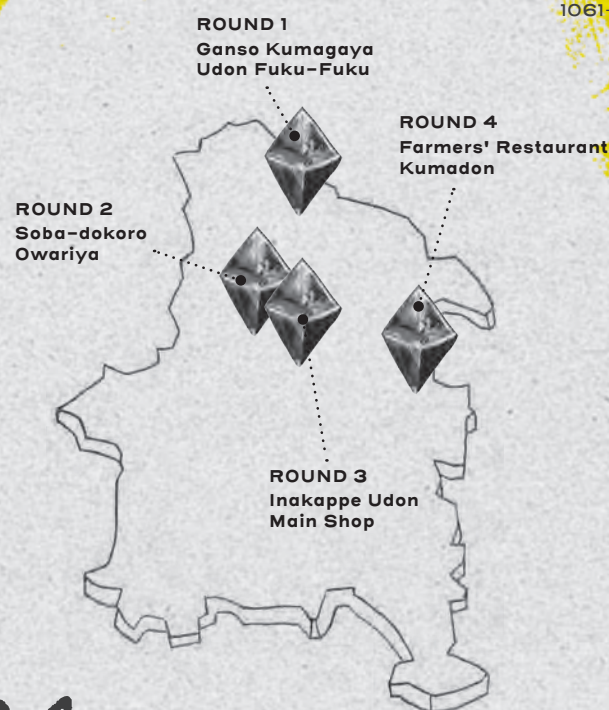 1061-
ROUND 1
Ganso Kumagaya
Udon Fuku-Fuku
ROUND 4
Farmers' Restaurant
Kumadon
ROUND 2
Soba-dokoro
Owariya
ROUND 3
Inakappe Udon
Main Shop